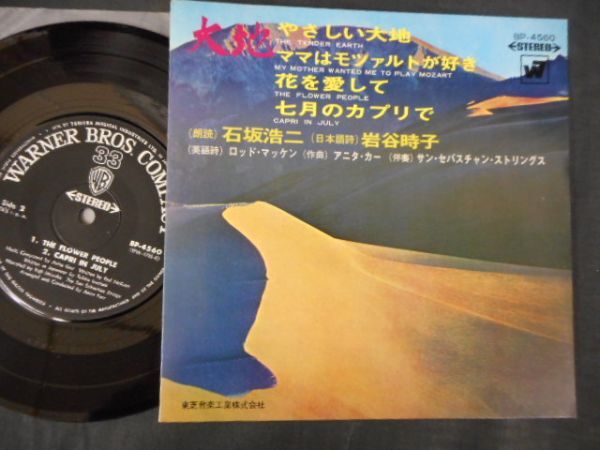 大地
やさしい大地
THE TENDER EARTH
ママはモツァルトが好き
MY MOTHER WANTED ME TO PLAY MOZART
花を愛して
THE FLOWER PEOPLE
七月のカプリで
CAPRI IN JULY
(朗読) 石坂浩二 (日本語詩) 岩谷時子
(英語詩) ロッド・マッケン (作曲) アニタ・カー (伴奏) サン・セバスチャン・ストリングス
BP-4560
STEREO
W7
東芝音楽工業株式会社
WARNER BROS. COMPACT
33
WB
STEREO
Side 2
BP-4560
1. THE FLOWER PEOPLE
2. CAPRI IN JULY